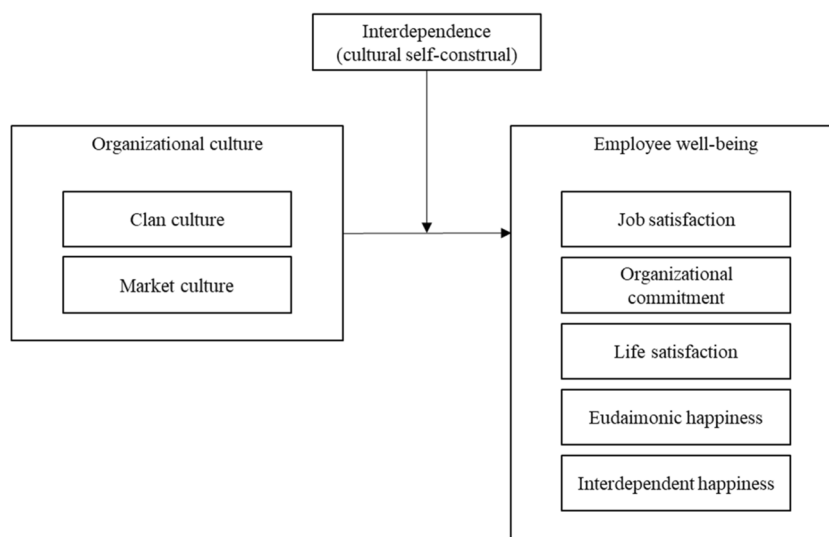 Interdependence
(cultural self-construal)
Organizational culture
Clan culture
Market culture
Employee well-being
Job satisfaction
Organizational
commitment
Life satisfaction
Eudaimonic happiness
Interdependent happiness